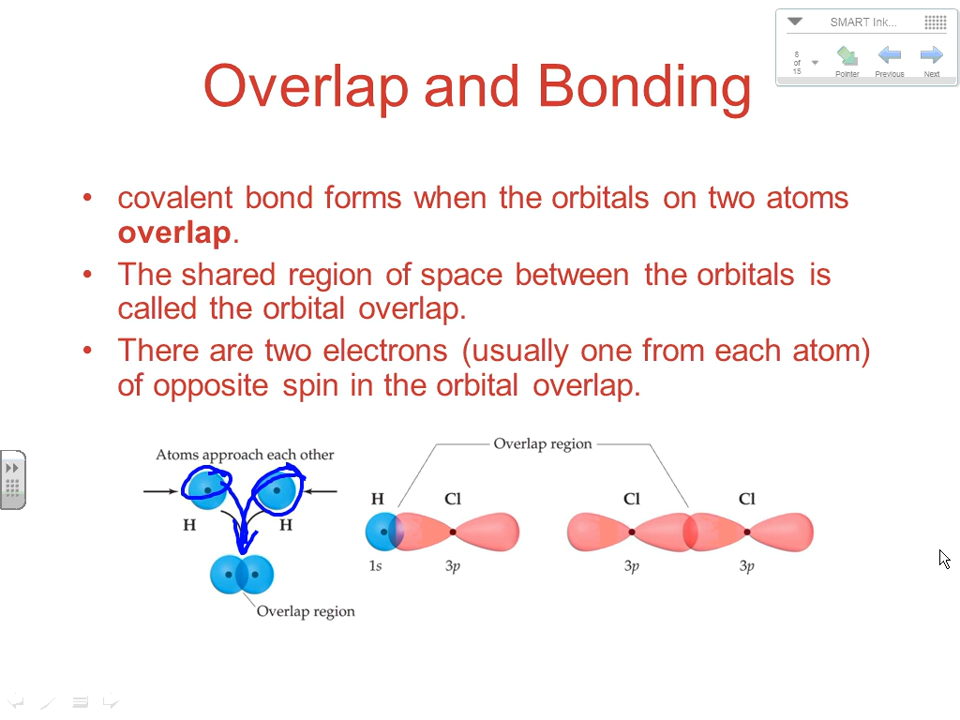 SMART Ink...
6
of
15
Pointer Previous Next
Overlap and Bonding
• covalent bond forms when the orbitals on two atoms
overlap.
• The shared region of space between the orbitals is
called the orbital overlap.
• There are two electrons (usually one from each atom)
of opposite spin in the orbital overlap.
Atoms approach each other
H H
Overlap region
Overlap region
H Cl
1s 3p
Cl Cl
3p 3p